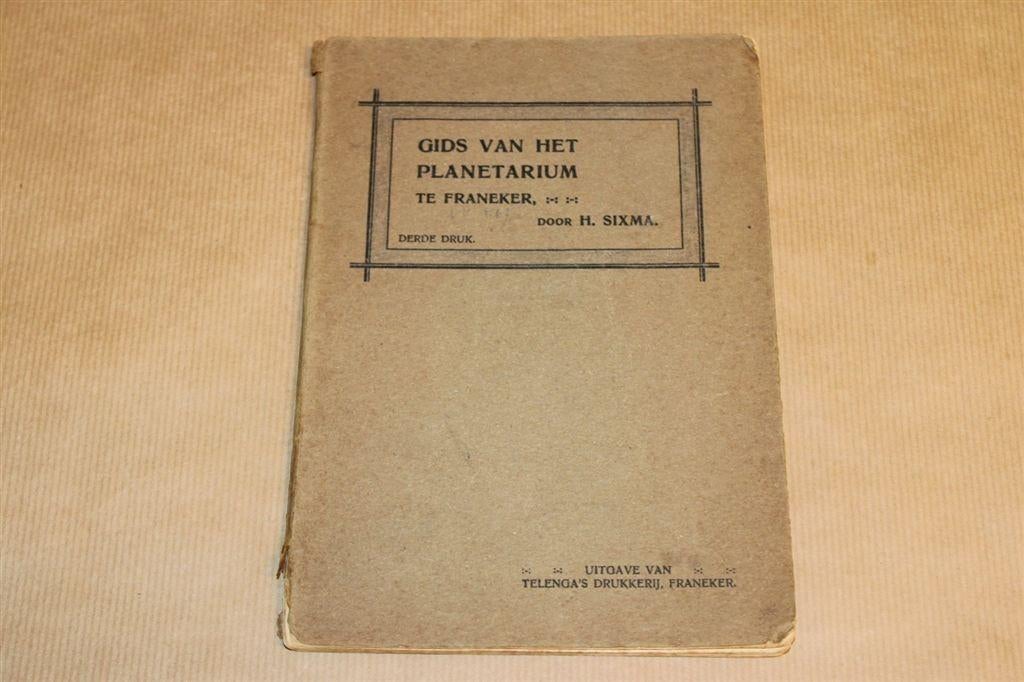 GIDS VAN HET
PLANETARIUM
TE FRANEKER,
DOOR H. SIXMA.
DERDE DRUK.
UITGAVE VAN
TELENGA'S DRUKKERIJ, FRANEKER.